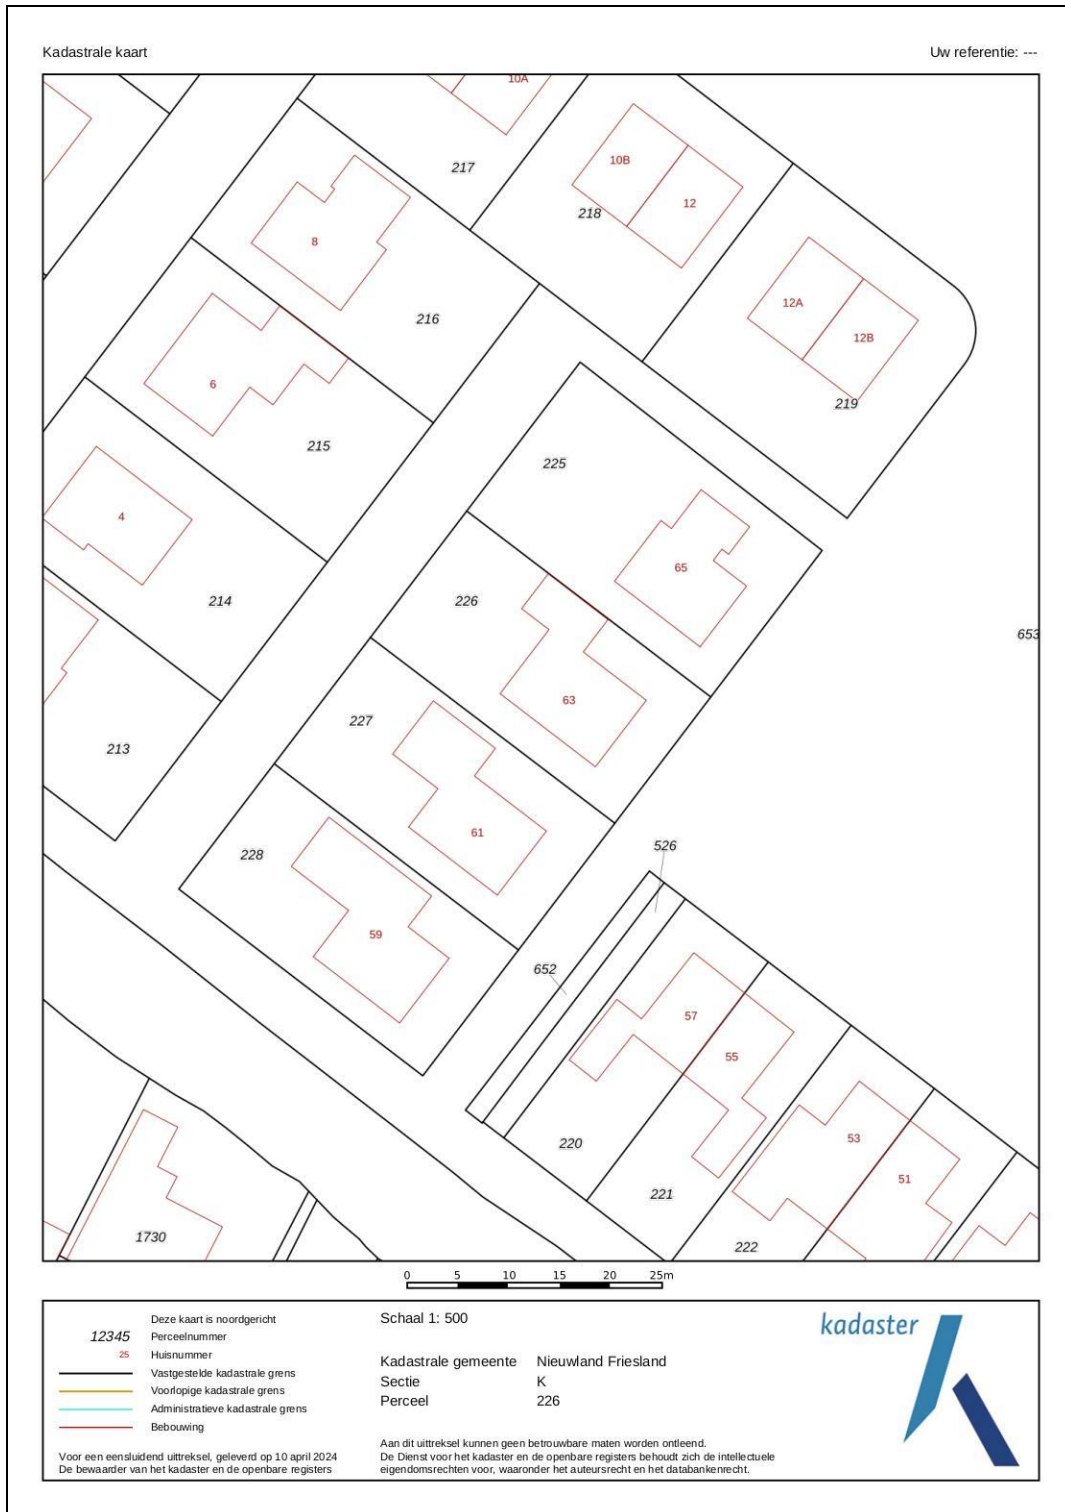 Kadastrale kaart
Uw referentie: ---
10A
217
10B
218
12
8
216
12A
12B
219
6
215
225
4
65
214
226
653
63
227
213
61
526
228
59
652
57
55
220
53
51
221
222
1730
0 5 10 15 20 25m
Deze kaart is noordgericht
12345 Perceelnummer
25 Huisnummer
Vastgestelde kadastrale grens
Voorlopige kadastrale grens
Administratieve kadastrale grens
Bebouwing
Voor een eensluidend uittreksel, geleverd op 10 april 2024
De bewaarder van het kadaster en de openbare registers
Schaal 1: 500
Kadastrale gemeente Nieuwland Friesland
Sectie K
Perceel 226
Aan dit uittreksel kunnen geen betrouwbare maten worden ontleend.
De Dienst voor het kadaster en de openbare registers behoudt zich de intellectuele
eigendomsrechten voor, waaronder het auteursrecht en het databankenrecht.
kadaster